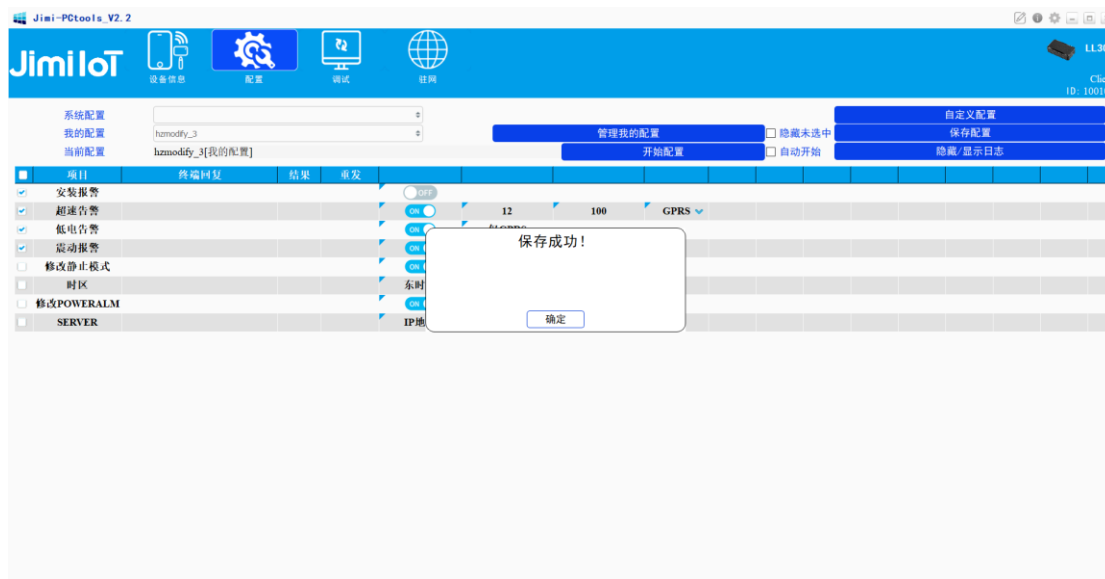 Jimi-PCtools_V2.2
Jimi IoT
设备信息
配置
调试
驻网
LL30
Clie
ID: 10010
系统配置
自定义配置
我的配置 hzmodify_3 管理我的配置 隐藏未选中 保存配置
当前配置 hzmodify_3[我的配置] 开始配置 自动开始 隐藏/显示日志
项目 终端回复 结果 重发
安装报警 OFF
超速告警 ON 12 100 GPRS
低电告警 ON
震动报警 ON
修改静止模式 ON
时区 东时
修改POWERALM ON
SERVER IP地
保存成功!
确定